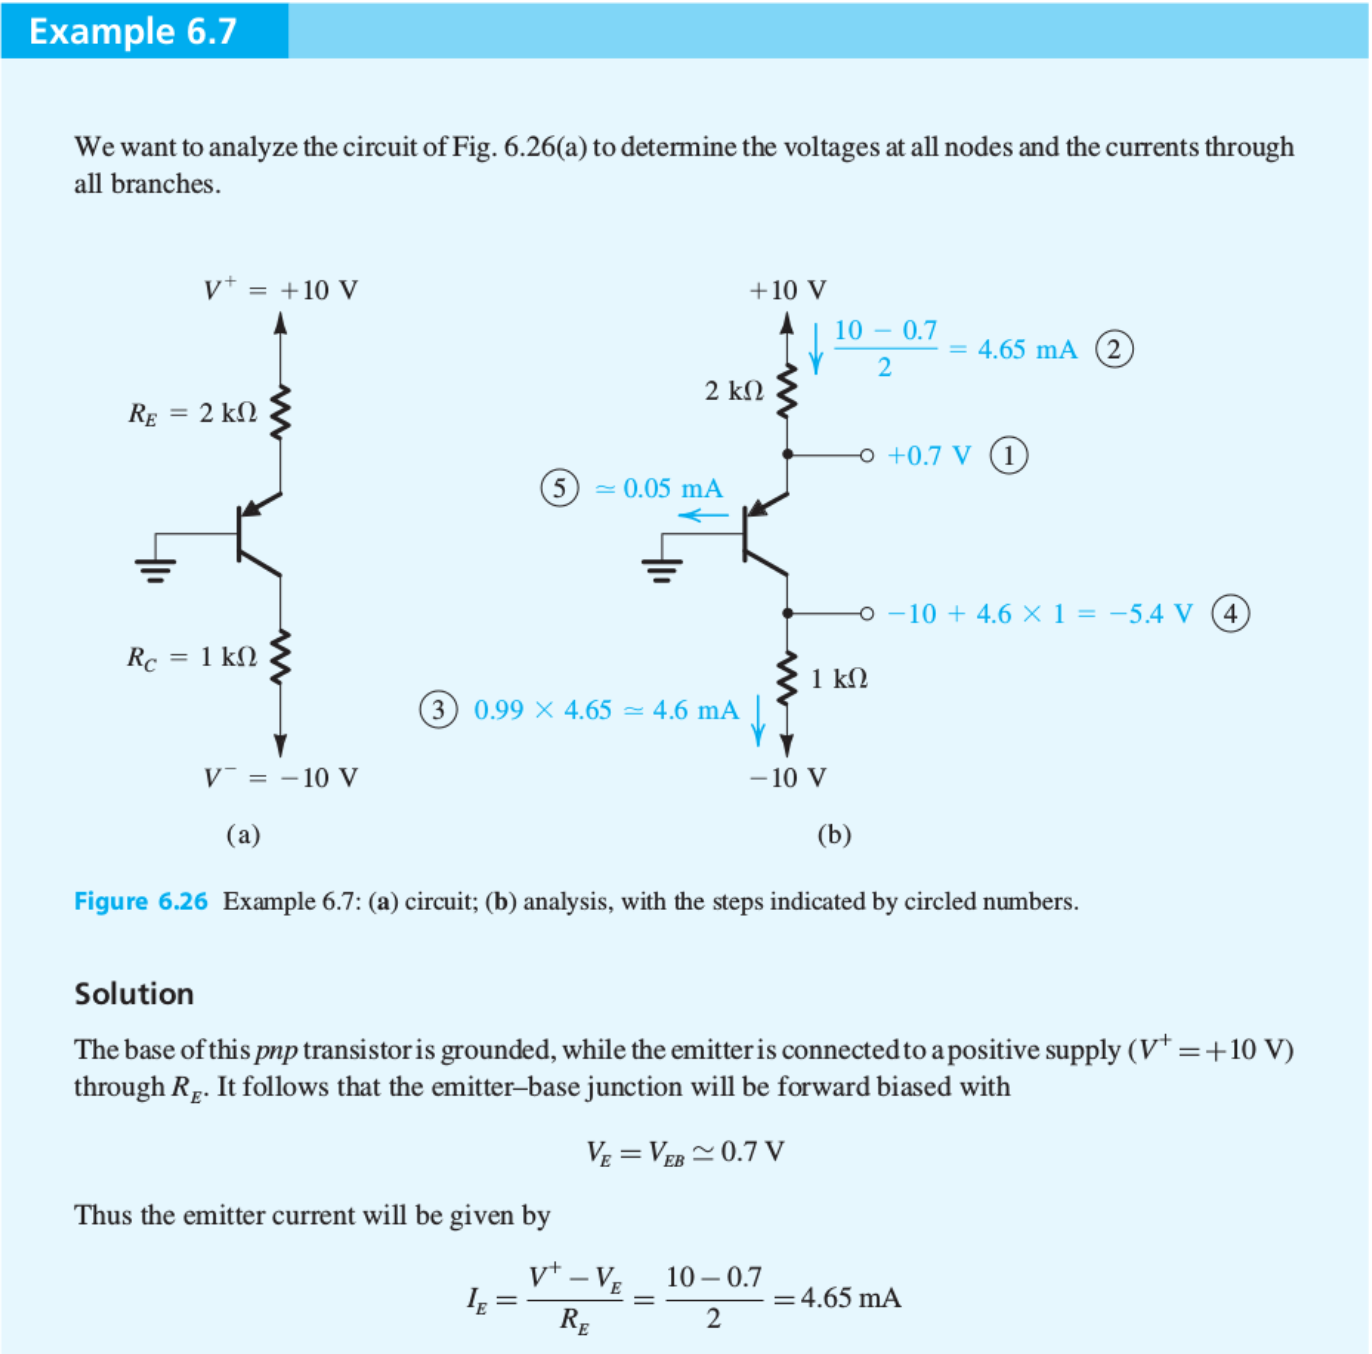 Example 6.7
We want to analyze the circuit of Fig. 6.26(a) to determine the voltages at all nodes and the currents through
all branches.
V⁺ = +10 V
R_E = 2 kΩ
R_C = 1 kΩ
V⁻ = −10 V
(a)
+10 V
(10 − 0.7)/2 = 4.65 mA ②
2 kΩ
+0.7 V ①
⑤ ≃ 0.05 mA
−10 + 4.6 × 1 = −5.4 V ④
1 kΩ
③ 0.99 × 4.65 ≃ 4.6 mA
−10 V
(b)
Figure 6.26 Example 6.7: (a) circuit; (b) analysis, with the steps indicated by circled numbers.
Solution
The base of this pnp transistor is grounded, while the emitter is connected to a positive supply (V⁺ = +10 V)
through R_E. It follows that the emitter–base junction will be forward biased with
V_E = V_EB ≃ 0.7 V
Thus the emitter current will be given by
I_E = (V⁺ − V_E)/R_E = (10 − 0.7)/2 = 4.65 mA